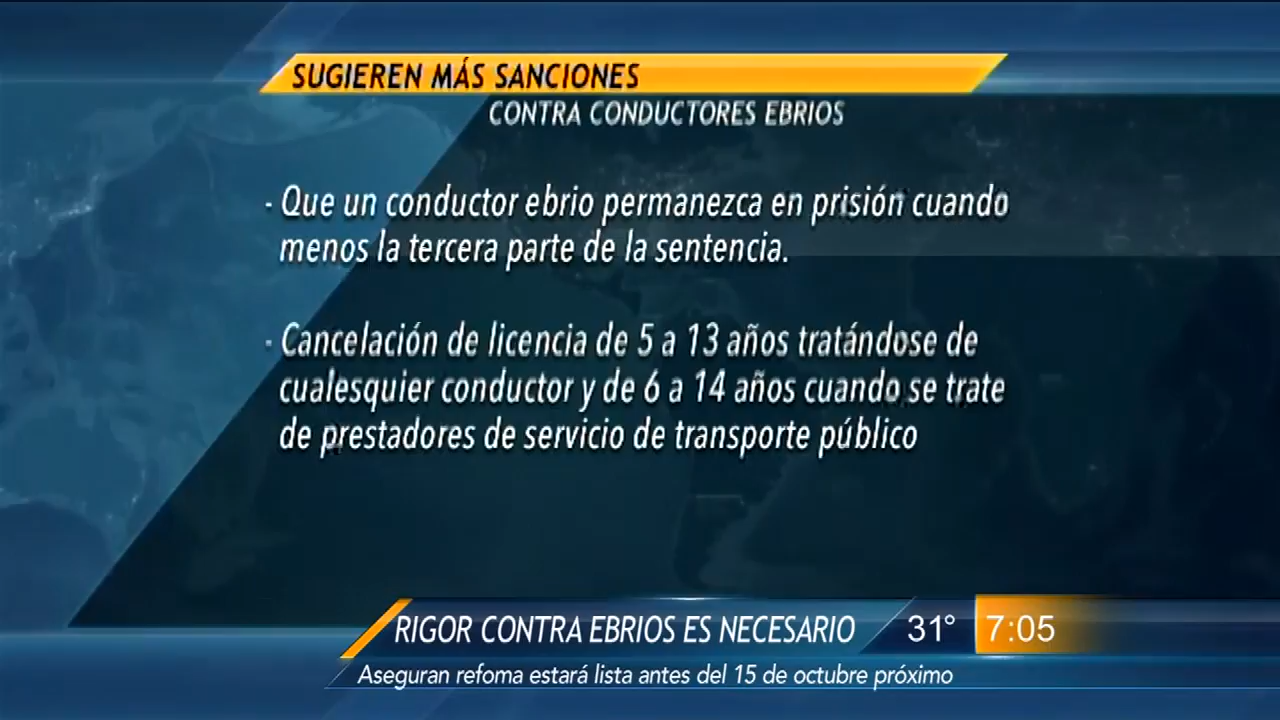 SUGIEREN MÁS SANCIONES
CONTRA CONDUCTORES EBRIOS
- Que un conductor ebrio permanezca en prisión cuando
menos la tercera parte de la sentencia.
- Cancelación de licencia de 5 a 13 años tratándose de
cualesquier conductor y de 6 a 14 años cuando se trate
de prestadores de servicio de transporte público
RIGOR CONTRA EBRIOS ES NECESARIO 31° 7:05
Aseguran refoma estará lista antes del 15 de octubre próximo